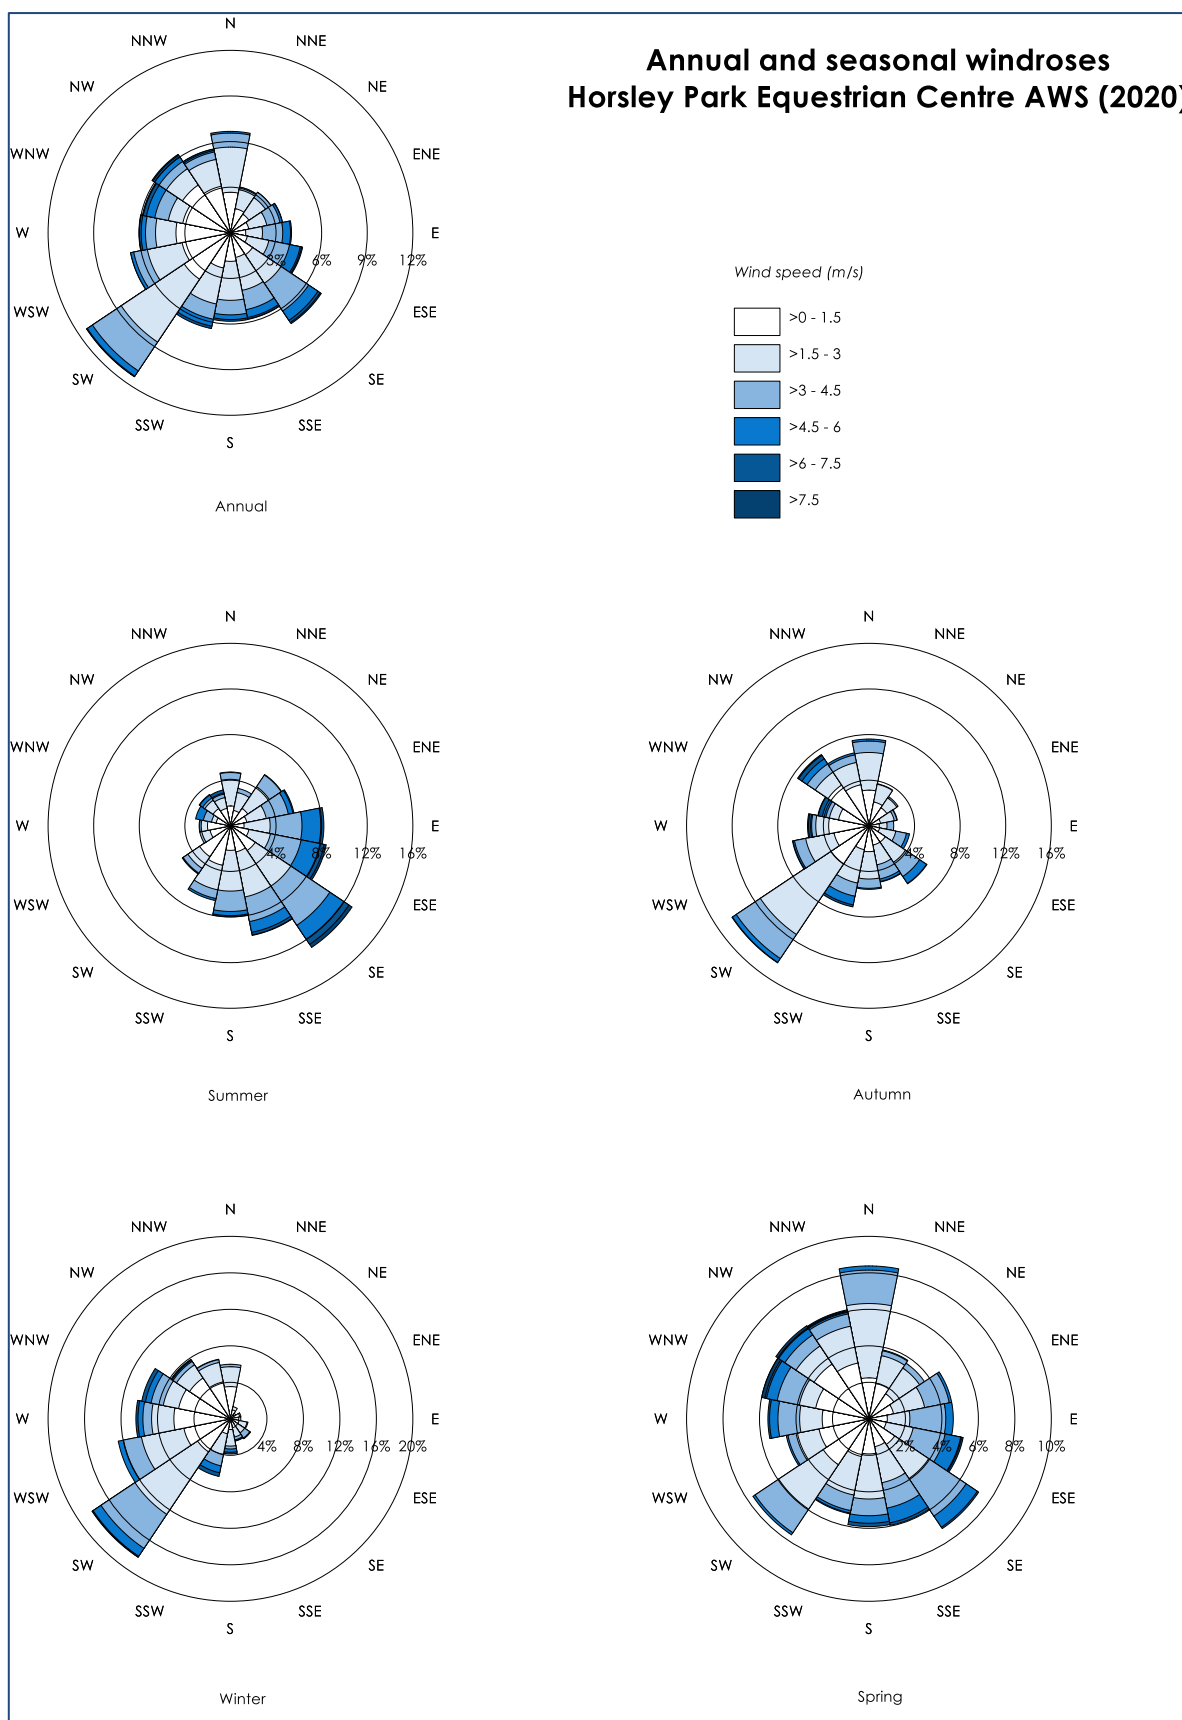 Annual and seasonal windroses
Horsley Park Equestrian Centre AWS (2020)
N
NNW
NNE
NW
NE
WNW
ENE
W
E
3%
6%
9%
12%
WSW
ESE
SW
SE
SSW
SSE
S
Annual
Wind speed (m/s)
>0 - 1.5
>1.5 - 3
>3 - 4.5
>4.5 - 6
>6 - 7.5
>7.5
N
NNW
NNE
NW
NE
WNW
ENE
W
E
4%
8%
12%
16%
WSW
ESE
SW
SE
SSW
SSE
S
Summer
N
NNW
NNE
NW
NE
WNW
ENE
W
E
4%
8%
12%
16%
WSW
ESE
SW
SE
SSW
SSE
S
Autumn
N
NNW
NNE
NW
NE
WNW
ENE
W
E
4%
8%
12%
16%
20%
WSW
ESE
SW
SE
SSW
SSE
S
Winter
N
NNW
NNE
NW
NE
WNW
ENE
W
E
2%
4%
6%
8%
10%
WSW
ESE
SW
SE
SSW
SSE
S
Spring